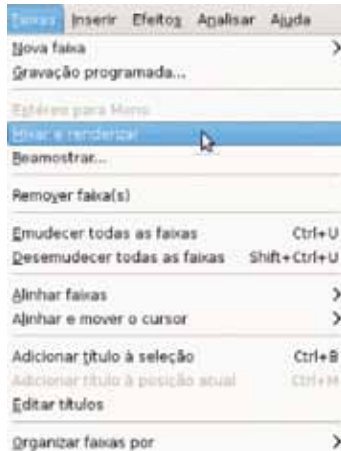 Faixas Inserir Efeitos Analisar Ajuda
Nova faixa
Gravação programada...
Estéreo para Mono
Mixar e renderizar
Reamostrar...
Remover faixa(s)
Emudecer todas as faixas Ctrl+U
Desemudecer todas as faixas Shift+Ctrl+U
Alinhar faixas
Alinhar e mover o cursor
Adicionar título à seleção Ctrl+B
Adicionar título à posição atual Ctrl+M
Editar títulos
Organizar faixas por